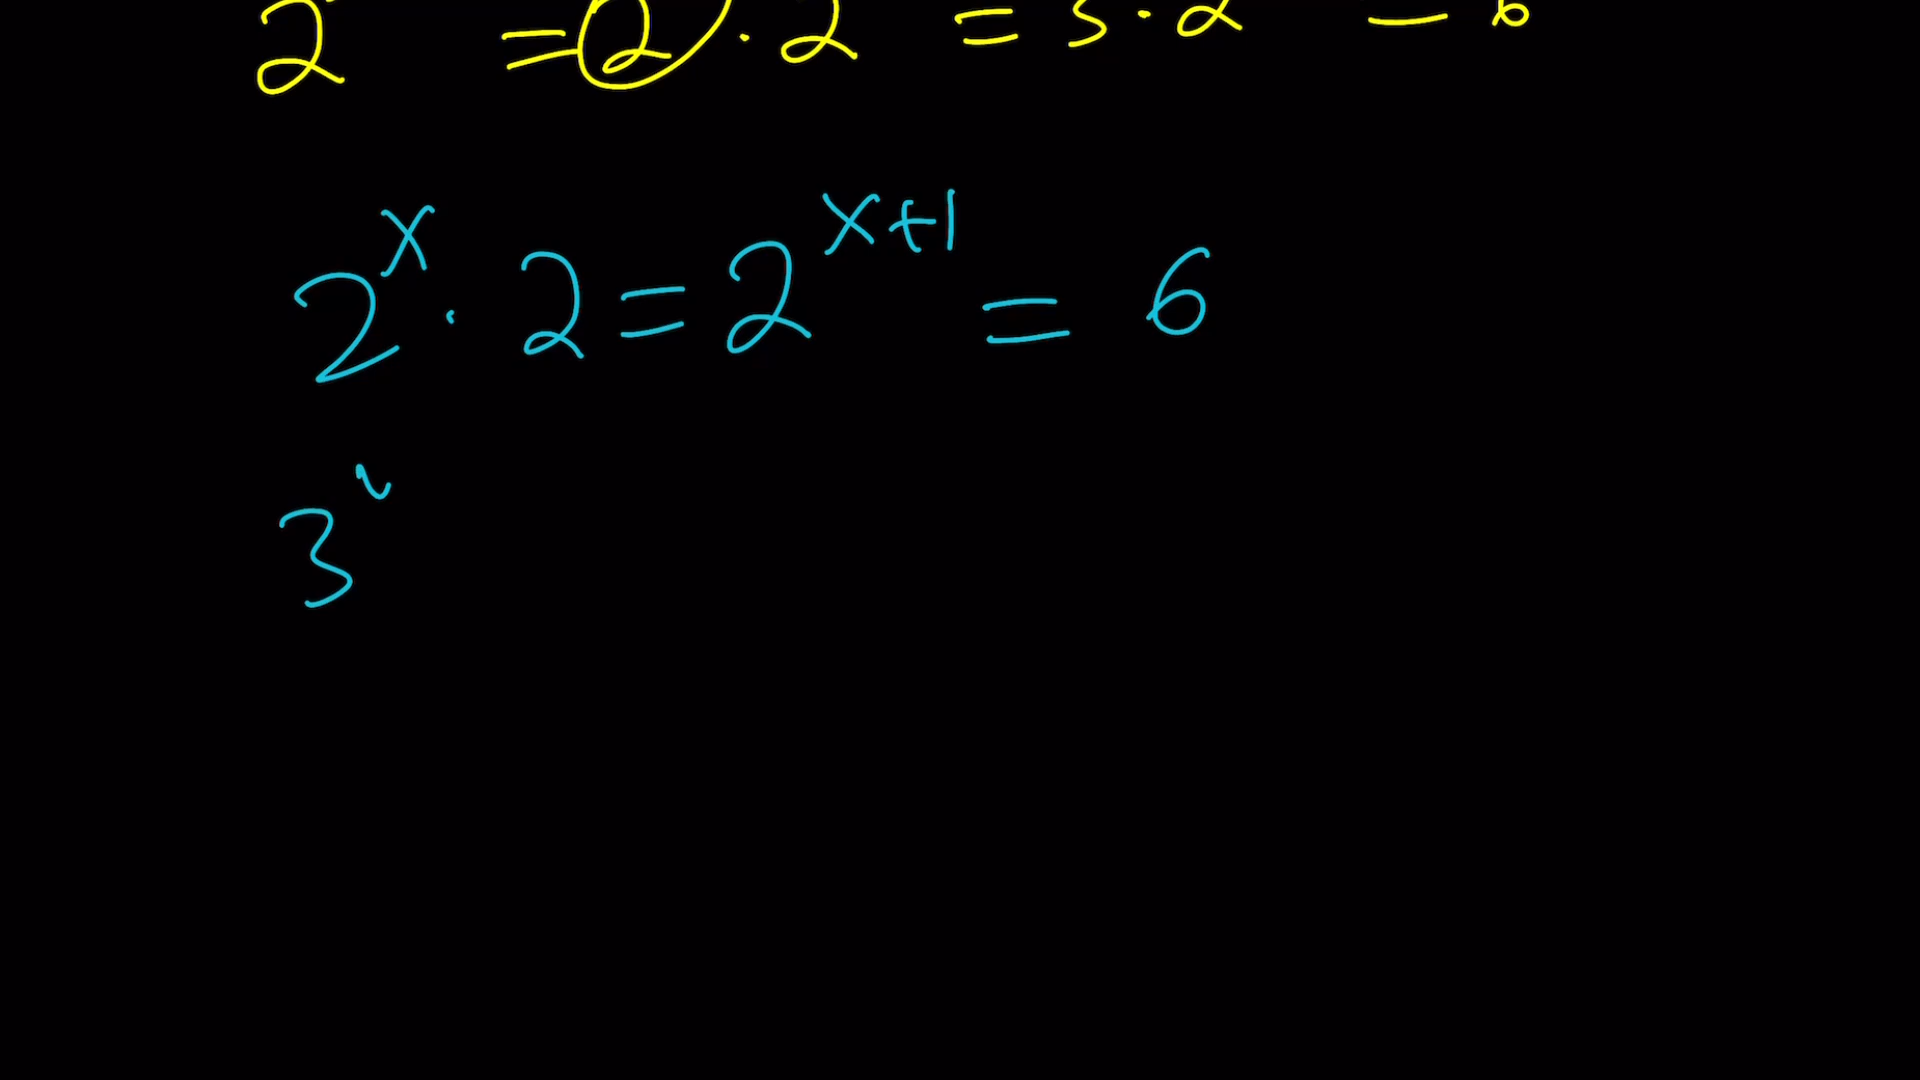 2 = 2 · 2 = 3 · 2 = 6
2^x · 2 = 2^{x+1} = 6
3